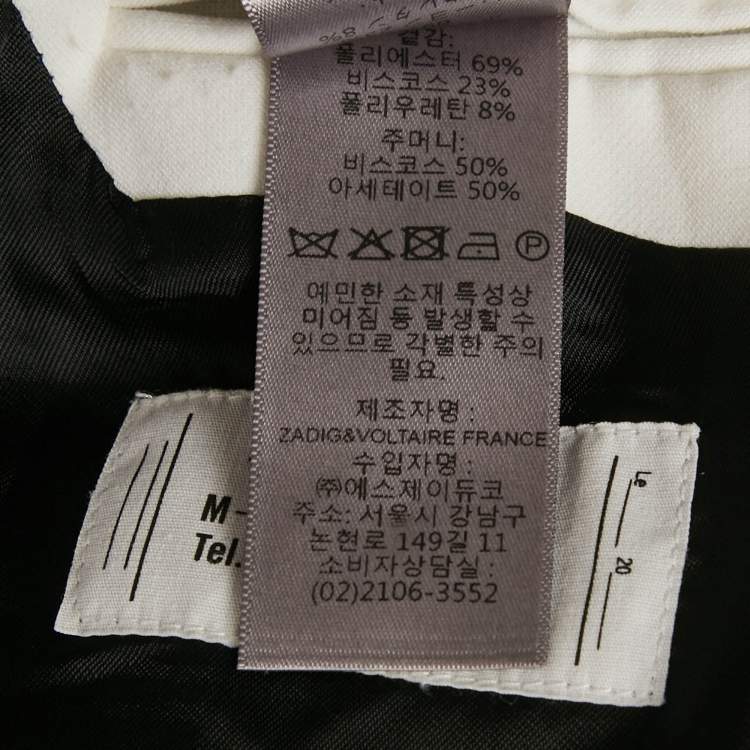 겉감:
폴리에스터 69%
비스코스 23%
폴리우레탄 8%
주머니:
비스코스 50%
아세테이트 50%
P
예민한 소재 특성상
미어짐 등 발생할 수
있으므로 각별한 주의
필요.
제조자명 :
ZADIG&VOLTAIRE FRANCE
수입자명 :
㈜에스제이듀코
주소: 서울시 강남구
논현로 149길 11
소비자상담실 :
(02)2106-3552
M-
Tel.
Le
20